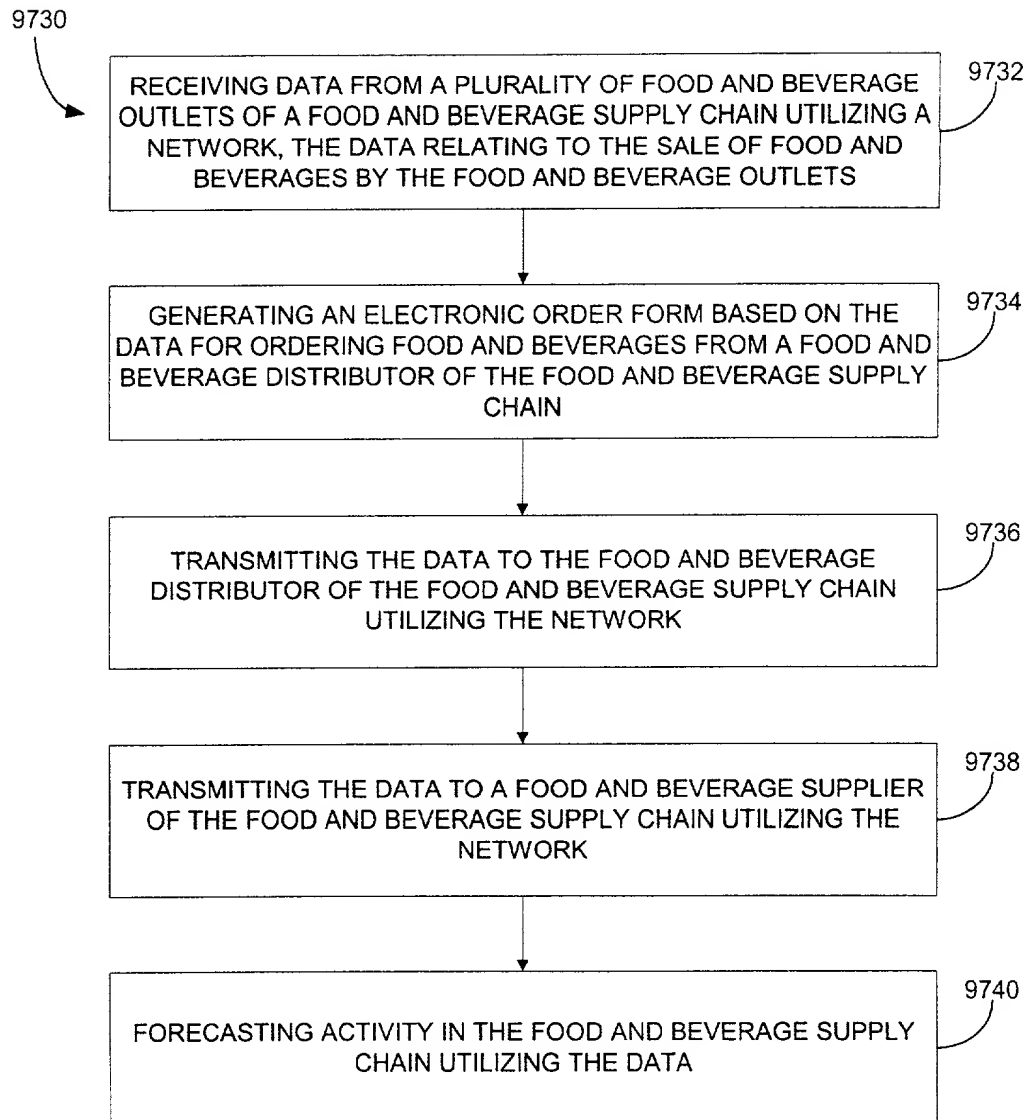 9730
RECEIVING DATA FROM A PLURALITY OF FOOD AND BEVERAGE
OUTLETS OF A FOOD AND BEVERAGE SUPPLY CHAIN UTILIZING A
NETWORK, THE DATA RELATING TO THE SALE OF FOOD AND
BEVERAGES BY THE FOOD AND BEVERAGE OUTLETS
9732
GENERATING AN ELECTRONIC ORDER FORM BASED ON THE
DATA FOR ORDERING FOOD AND BEVERAGES FROM A FOOD AND
BEVERAGE DISTRIBUTOR OF THE FOOD AND BEVERAGE SUPPLY
CHAIN
9734
TRANSMITTING THE DATA TO THE FOOD AND BEVERAGE
DISTRIBUTOR OF THE FOOD AND BEVERAGE SUPPLY CHAIN
UTILIZING THE NETWORK
9736
TRANSMITTING THE DATA TO A FOOD AND BEVERAGE SUPPLIER
OF THE FOOD AND BEVERAGE SUPPLY CHAIN UTILIZING THE
NETWORK
9738
FORECASTING ACTIVITY IN THE FOOD AND BEVERAGE SUPPLY
CHAIN UTILIZING THE DATA
9740